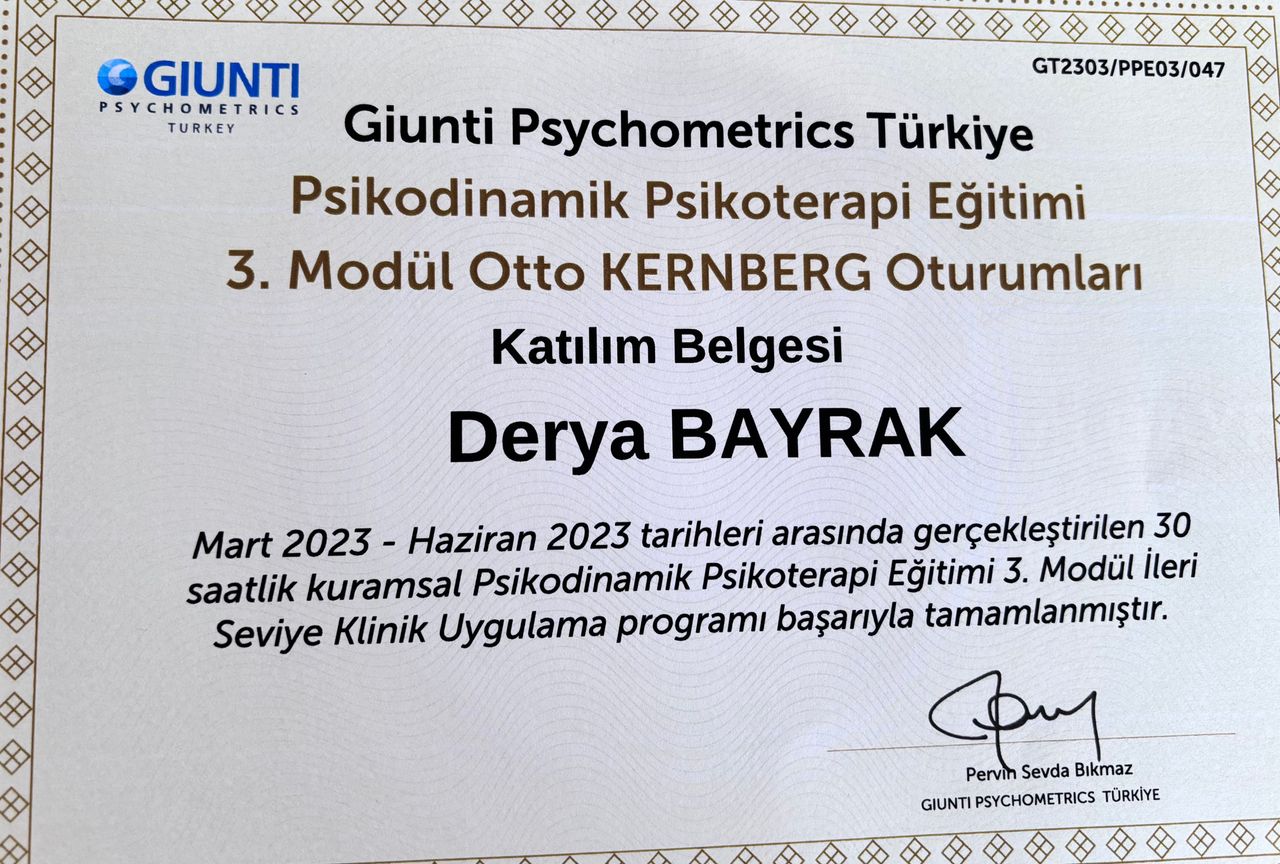 GIUNTI
PSYCHOMETRICS
TURKEY
GT2303/PPE03/047
Giunti Psychometrics Türkiye
Psikodinamik Psikoterapi Eğitimi
3. Modül Otto KERNBERG Oturumları
Katılım Belgesi
Derya BAYRAK
Mart 2023 - Haziran 2023 tarihleri arasında gerçekleştirilen 30
saatlik kuramsal Psikodinamik Psikoterapi Eğitimi 3. Modül İleri
Seviye Klinik Uygulama programı başarıyla tamamlanmıştır.
Pervin Sevda Bıkmaz
GIUNTI PSYCHOMETRICS TÜRKİYE